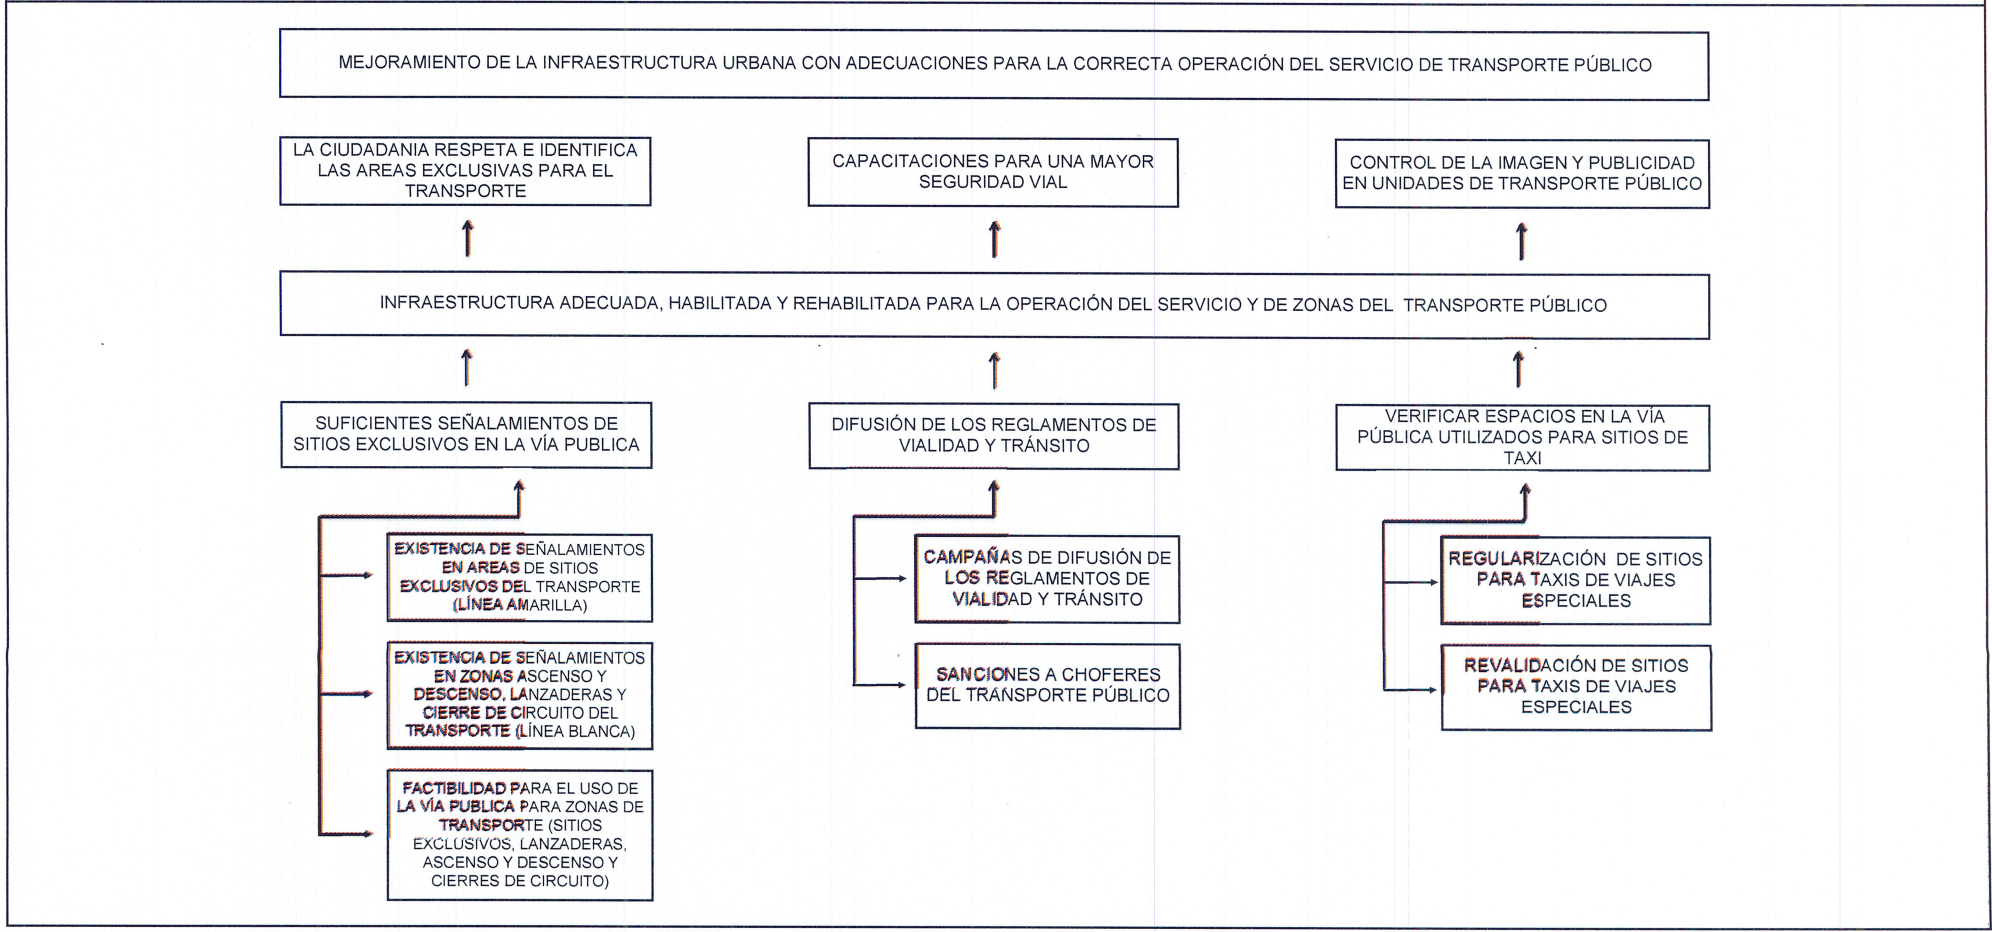 MEJORAMIENTO DE LA INFRAESTRUCTURA URBANA CON ADECUACIONES PARA LA CORRECTA OPERACIÓN DEL SERVICIO DE TRANSPORTE PÚBLICO
LA CIUDADANIA RESPETA E IDENTIFICA
LAS AREAS EXCLUSIVAS PARA EL
TRANSPORTE
CAPACITACIONES PARA UNA MAYOR
SEGURIDAD VIAL
CONTROL DE LA IMAGEN Y PUBLICIDAD
EN UNIDADES DE TRANSPORTE PÚBLICO
INFRAESTRUCTURA ADECUADA, HABILITADA Y REHABILITADA PARA LA OPERACIÓN DEL SERVICIO Y DE ZONAS DEL TRANSPORTE PÚBLICO
SUFICIENTES SEÑALAMIENTOS DE
SITIOS EXCLUSIVOS EN LA VÍA PUBLICA
DIFUSIÓN DE LOS REGLAMENTOS DE
VIALIDAD Y TRÁNSITO
VERIFICAR ESPACIOS EN LA VÍA
PÚBLICA UTILIZADOS PARA SITIOS DE
TAXI
EXISTENCIA DE SEÑALAMIENTOS
EN AREAS DE SITIOS
EXCLUSIVOS DEL TRANSPORTE
(LÍNEA AMARILLA)
EXISTENCIA DE SEÑALAMIENTOS
EN ZONAS ASCENSO Y
DESCENSO, LANZADERAS Y
CIERRE DE CIRCUITO DEL
TRANSPORTE (LÍNEA BLANCA)
FACTIBILIDAD PARA EL USO DE
LA VÍA PUBLICA PARA ZONAS DE
TRANSPORTE (SITIOS
EXCLUSIVOS, LANZADERAS,
ASCENSO Y DESCENSO Y
CIERRES DE CIRCUITO)
CAMPAÑAS DE DIFUSIÓN DE
LOS REGLAMENTOS DE
VIALIDAD Y TRÁNSITO
SANCIONES A CHOFERES
DEL TRANSPORTE PÚBLICO
REGULARIZACIÓN DE SITIOS
PARA TAXIS DE VIAJES
ESPECIALES
REVALIDACIÓN DE SITIOS
PARA TAXIS DE VIAJES
ESPECIALES